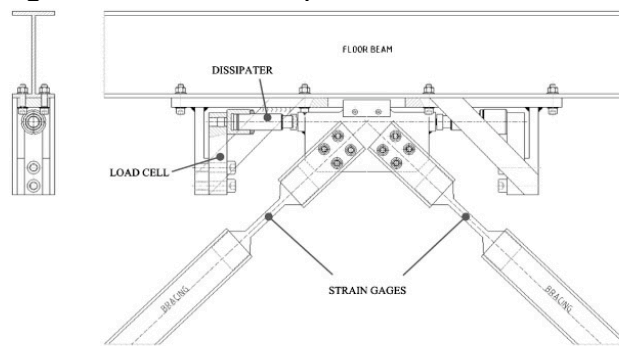 FLOOR BEAM
DISSIPATER
LOAD CELL
STRAIN GAGES
BRACING
BRACING